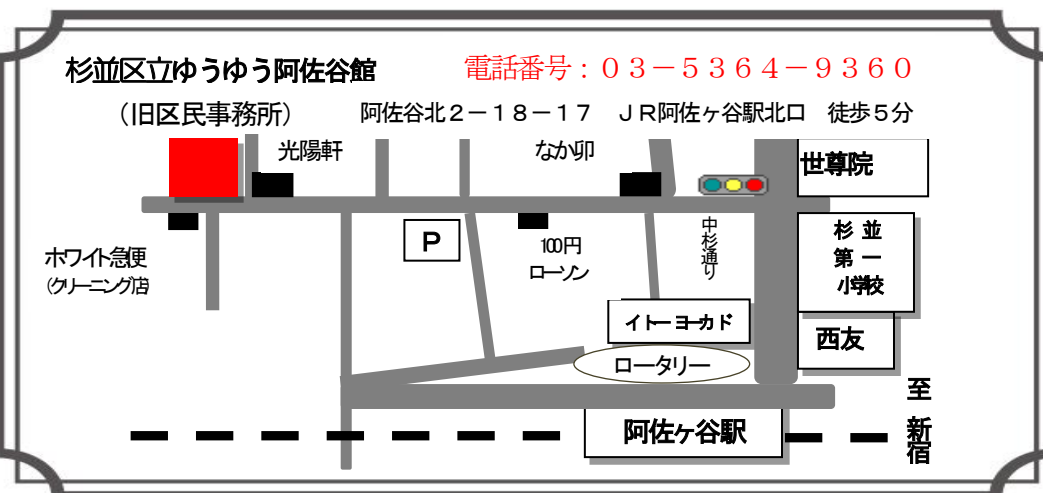 杉並区立ゆうゆう阿佐谷館 電話番号：０３－５３６４－９３６０
（旧区民事務所） 阿佐谷北２－１８－１７ ＪＲ阿佐ヶ谷駅北口 徒歩５分
光陽軒
なか卯
世尊院
P
ホワイト急便
（クリーニング店
100円
ローソン
中杉通り
杉並
第一
小学校
イトーヨーカド
西友
ロータリー
阿佐ヶ谷駅
至
新宿